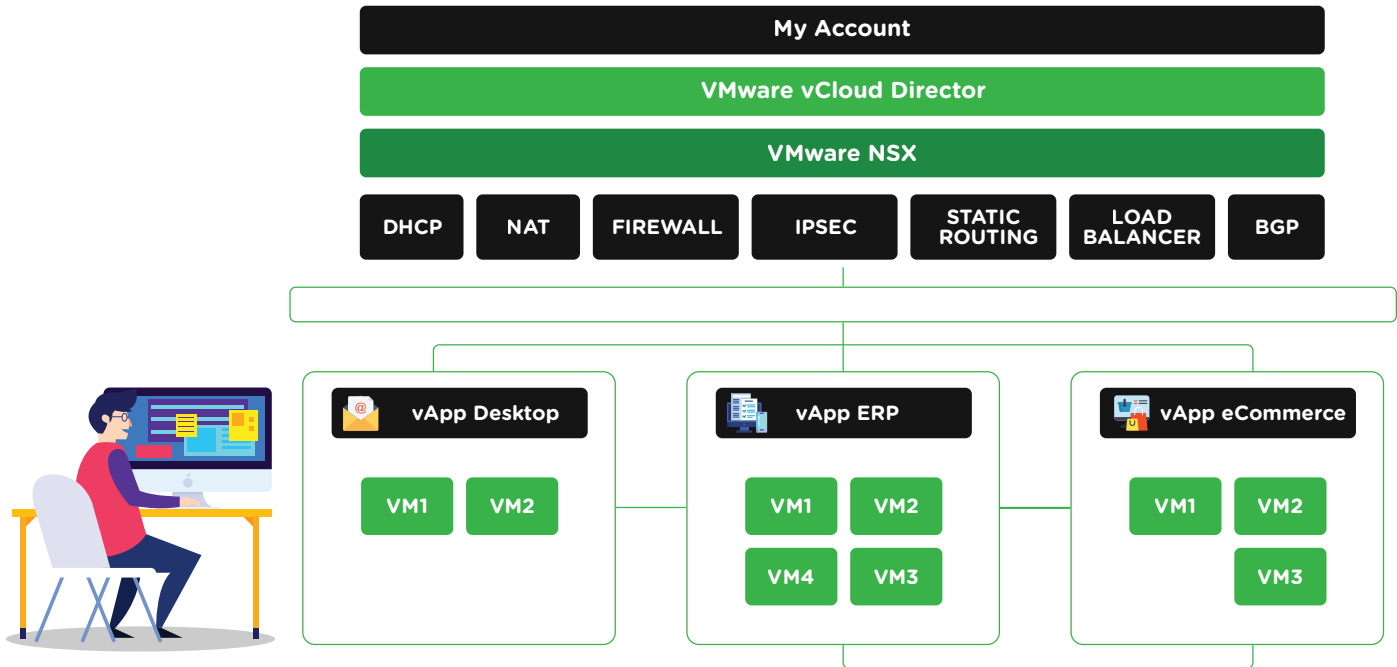 My Account
VMware vCloud Director
VMware NSX
DHCP
NAT
FIREWALL
IPSEC
STATIC
ROUTING
LOAD
BALANCER
BGP
@
vApp Desktop
VM1
VM2
vApp ERP
VM1
VM2
VM4
VM3
vApp eCommerce
VM1
VM2
VM3